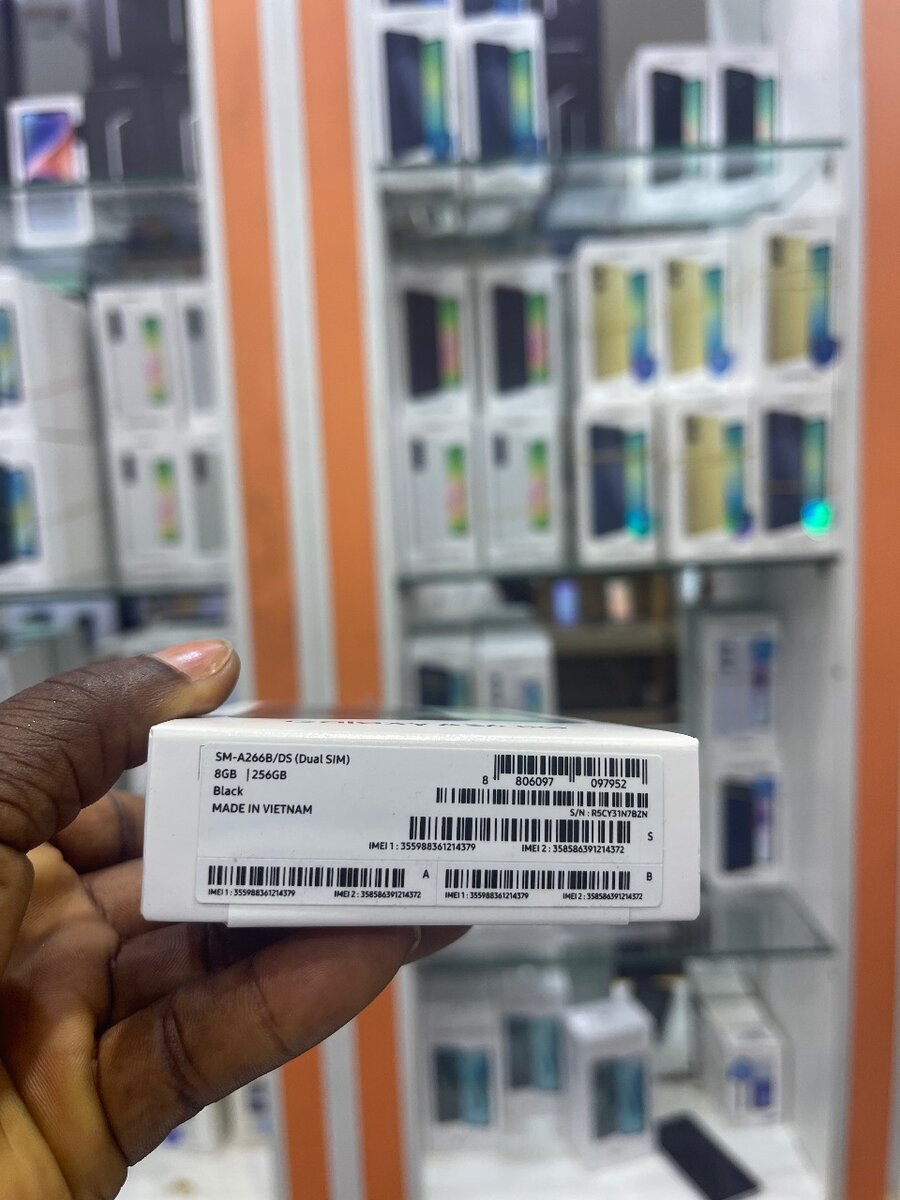 SM-A266B/DS (Dual SIM)
8GB | 256GB
Black
MADE IN VIETNAM
8 806097 097952
S/N : R5CY31N7BZN
S
IMEI 1 : 355988361214379 IMEI 2 : 358586391214372
A
IMEI 1 : 355988361214379 IMEI 2 : 358586391214372
B
IMEI 1 : 355988361214379 IMEI 2 : 358586391214372